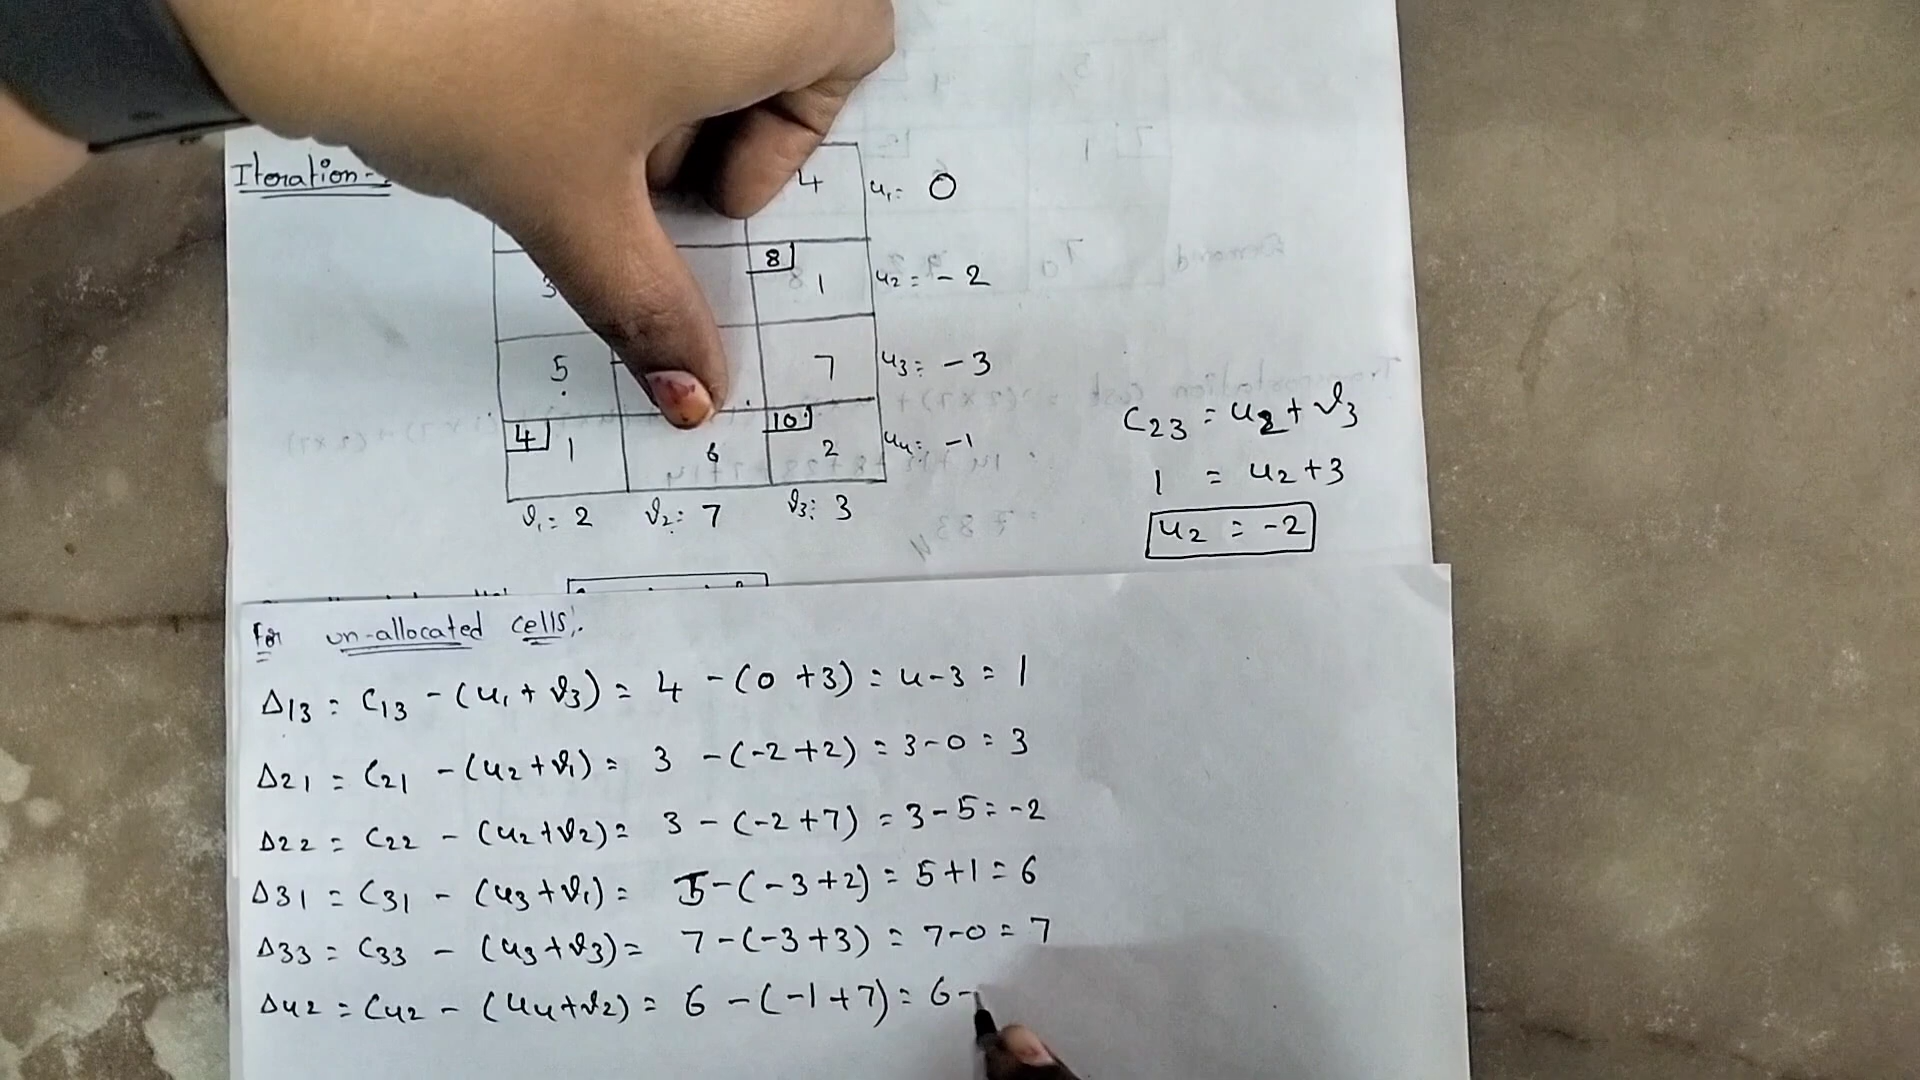 Iteration-
4 u₁= 0
3 8 1 u₂= -2
5 7 u₃= -3
4 1 6 10 2 u₄= -1
v₁= 2 v₂= 7 v₃= 3
C₂₃ = u₂ + v₃
1 = u₂ + 3
u₂ = -2
For un-allocated cells:
Δ13 = C13 - (u₁ + v₃) = 4 - (0 + 3) = 4-3 = 1
Δ21 = C21 - (u₂ + v₁) = 3 - (-2 + 2) = 3-0 = 3
Δ22 = C22 - (u₂ + v₂) = 3 - (-2 + 7) = 3-5 = -2
Δ31 = C31 - (u₃ + v₁) = 5 - (-3 + 2) = 5+1 = 6
Δ33 = C33 - (u₃ + v₃) = 7 - (-3 + 3) = 7-0 = 7
Δ42 = C42 - (u₄ + v₂) = 6 - (-1 + 7) = 6-